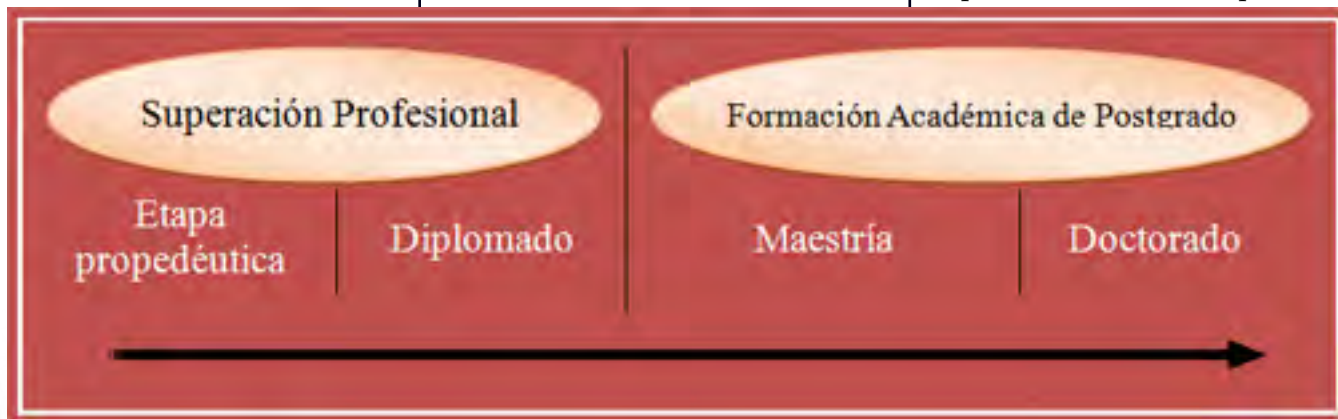 Superación Profesional
Formación Académica de Postgrado
Etapa
propedéutica
Diplomado
Maestría
Doctorado